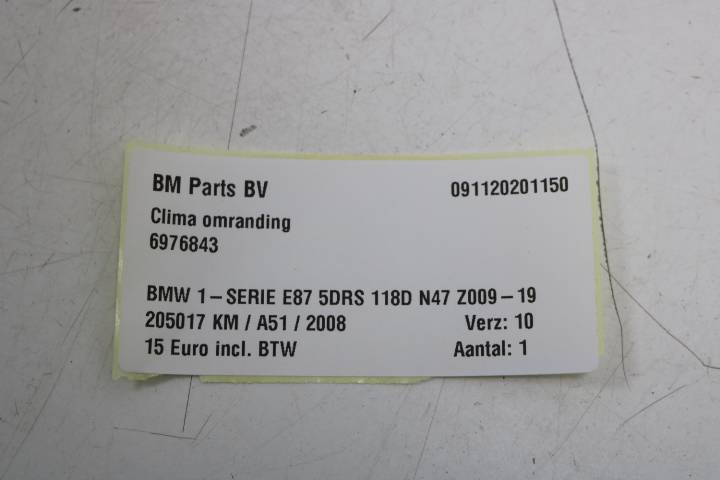 BM Parts BV 091120201150
Clima omranding
6976843
BMW 1-SERIE E87 5DRS 118D N47 Z009-19
205017 KM / A51 / 2008 Verz: 10
15 Euro incl. BTW Aantal: 1